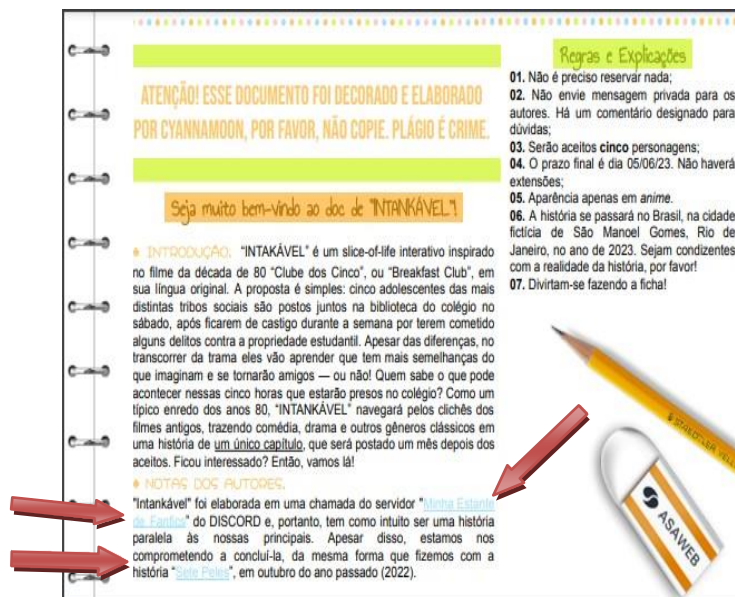 ATENÇÃO! ESSE DOCUMENTO FOI DECORADO E ELABORADO
POR CYANNAMOON, POR FAVOR, NÃO COPIE. PLÁGIO É CRIME.
Seja muito bem-vindo ao doc de "INTANKÁVEL"!
INTRODUÇÃO. “INTAKÁVEL” é um slice-of-life interativo inspirado
no filme da década de 80 “Clube dos Cinco”, ou “Breakfast Club”, em
sua língua original. A proposta é simples: cinco adolescentes das mais
distintas tribos sociais são postos juntos na biblioteca do colégio no
sábado, após ficarem de castigo durante a semana por terem cometido
alguns delitos contra a propriedade estudantil. Apesar das diferenças, no
transcorrer da trama eles vão aprender que tem mais semelhanças do
que imaginam e se tornarão amigos — ou não! Quem sabe o que pode
acontecer nessas cinco horas que estarão presos no colégio? Como um
típico enredo dos anos 80, “INTANKÁVEL” navegará pelos clichês dos
filmes antigos, trazendo comédia, drama e outros gêneros clássicos em
uma história de um único capítulo, que será postado um mês depois dos
aceitos. Ficou interessado? Então, vamos lá!
NOTAS DOS AUTORES.
"Intankável" foi elaborada em uma chamada do servidor "Minha Estante
de Fanfics" do DISCORD e, portanto, tem como intuito ser uma história
paralela às nossas principais. Apesar disso, estamos nos
comprometendo a concluí-la, da mesma forma que fizemos com a
história “Sete Peles”, em outubro do ano passado (2022).
Regras e Explicações
01. Não é preciso reservar nada;
02. Não envie mensagem privada para os
autores. Há um comentário designado para
dúvidas;
03. Serão aceitos cinco personagens;
04. O prazo final é dia 05/06/23. Não haverá
extensões;
05. Aparência apenas em anime.
06. A história se passará no Brasil, na cidade
fictícia de São Manoel Gomes, Rio de
Janeiro, no ano de 2023. Sejam condizentes
com a realidade da história, por favor!
07. Divirtam-se fazendo a ficha!
ASAWEB